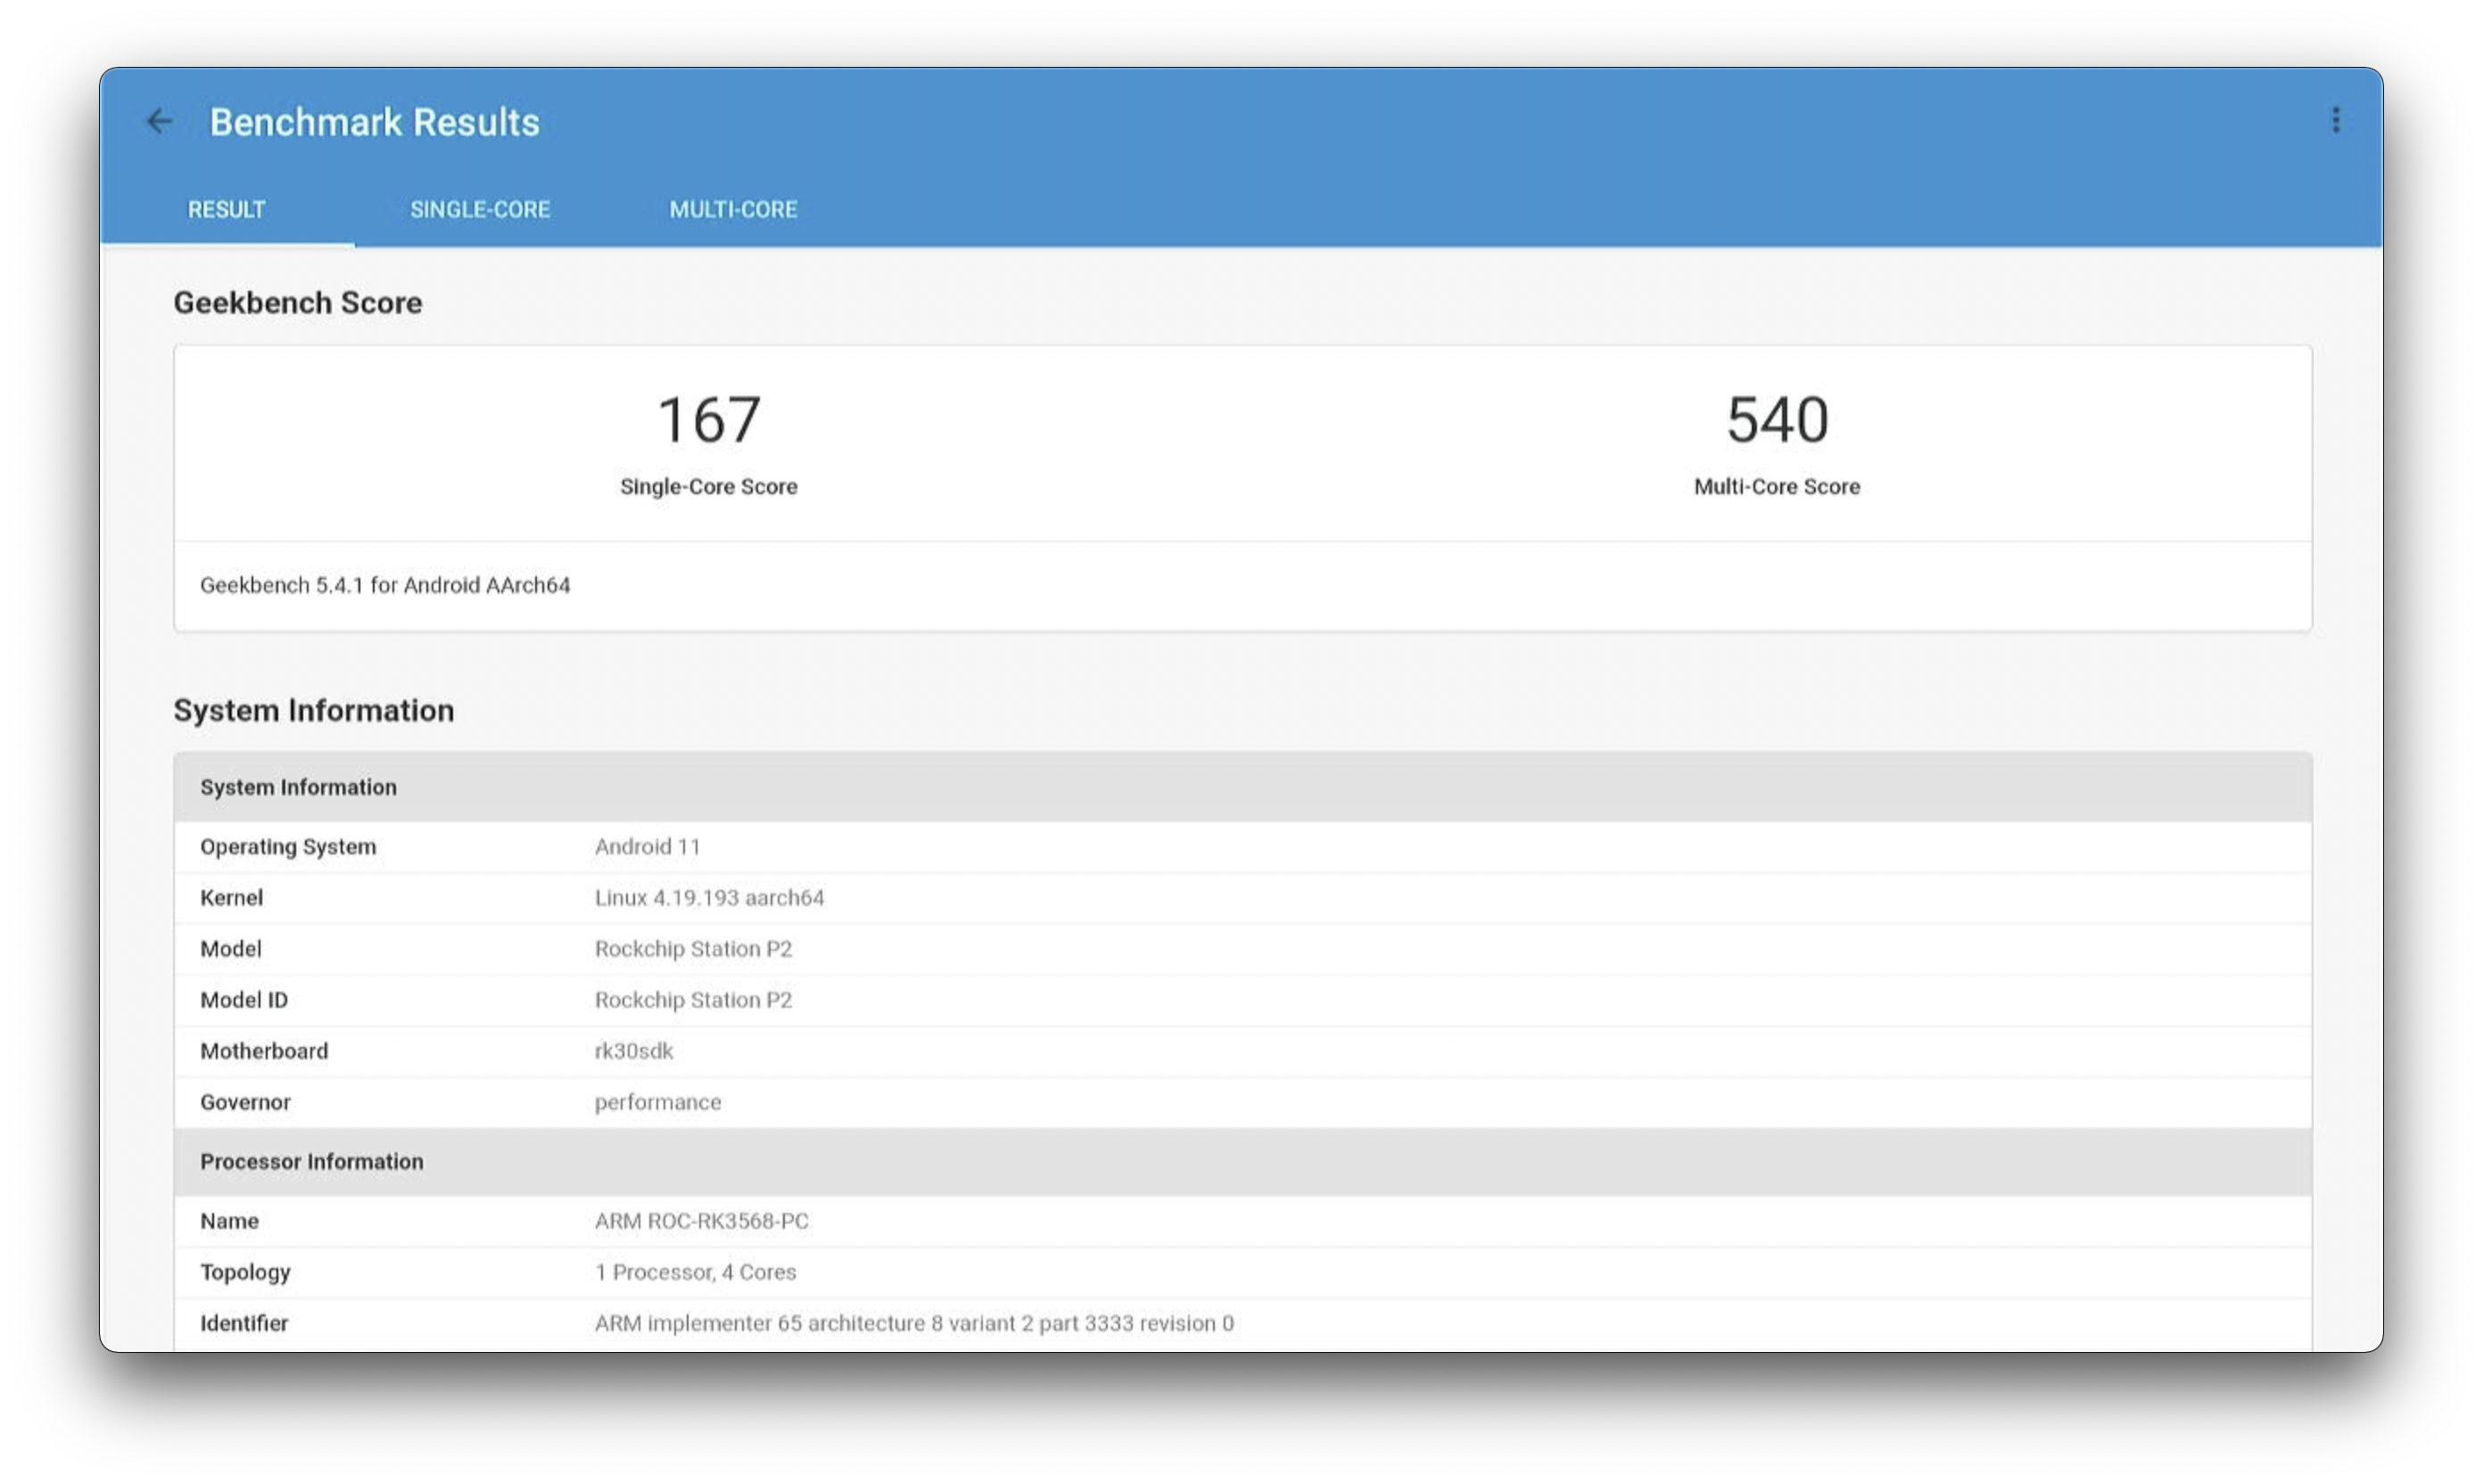 Benchmark Results
RESULT SINGLE-CORE MULTI-CORE
Geekbench Score
167 540
Single-Core Score Multi-Core Score
Geekbench 5.4.1 for Android AArch64
System Information
System Information
Operating System Android 11
Kernel Linux 4.19.193 aarch64
Model Rockchip Station P2
Model ID Rockchip Station P2
Motherboard rk30sdk
Governor performance
Processor Information
Name ARM ROC-RK3568-PC
Topology 1 Processor, 4 Cores
Identifier ARM implementer 65 architecture 8 variant 2 part 3333 revision 0